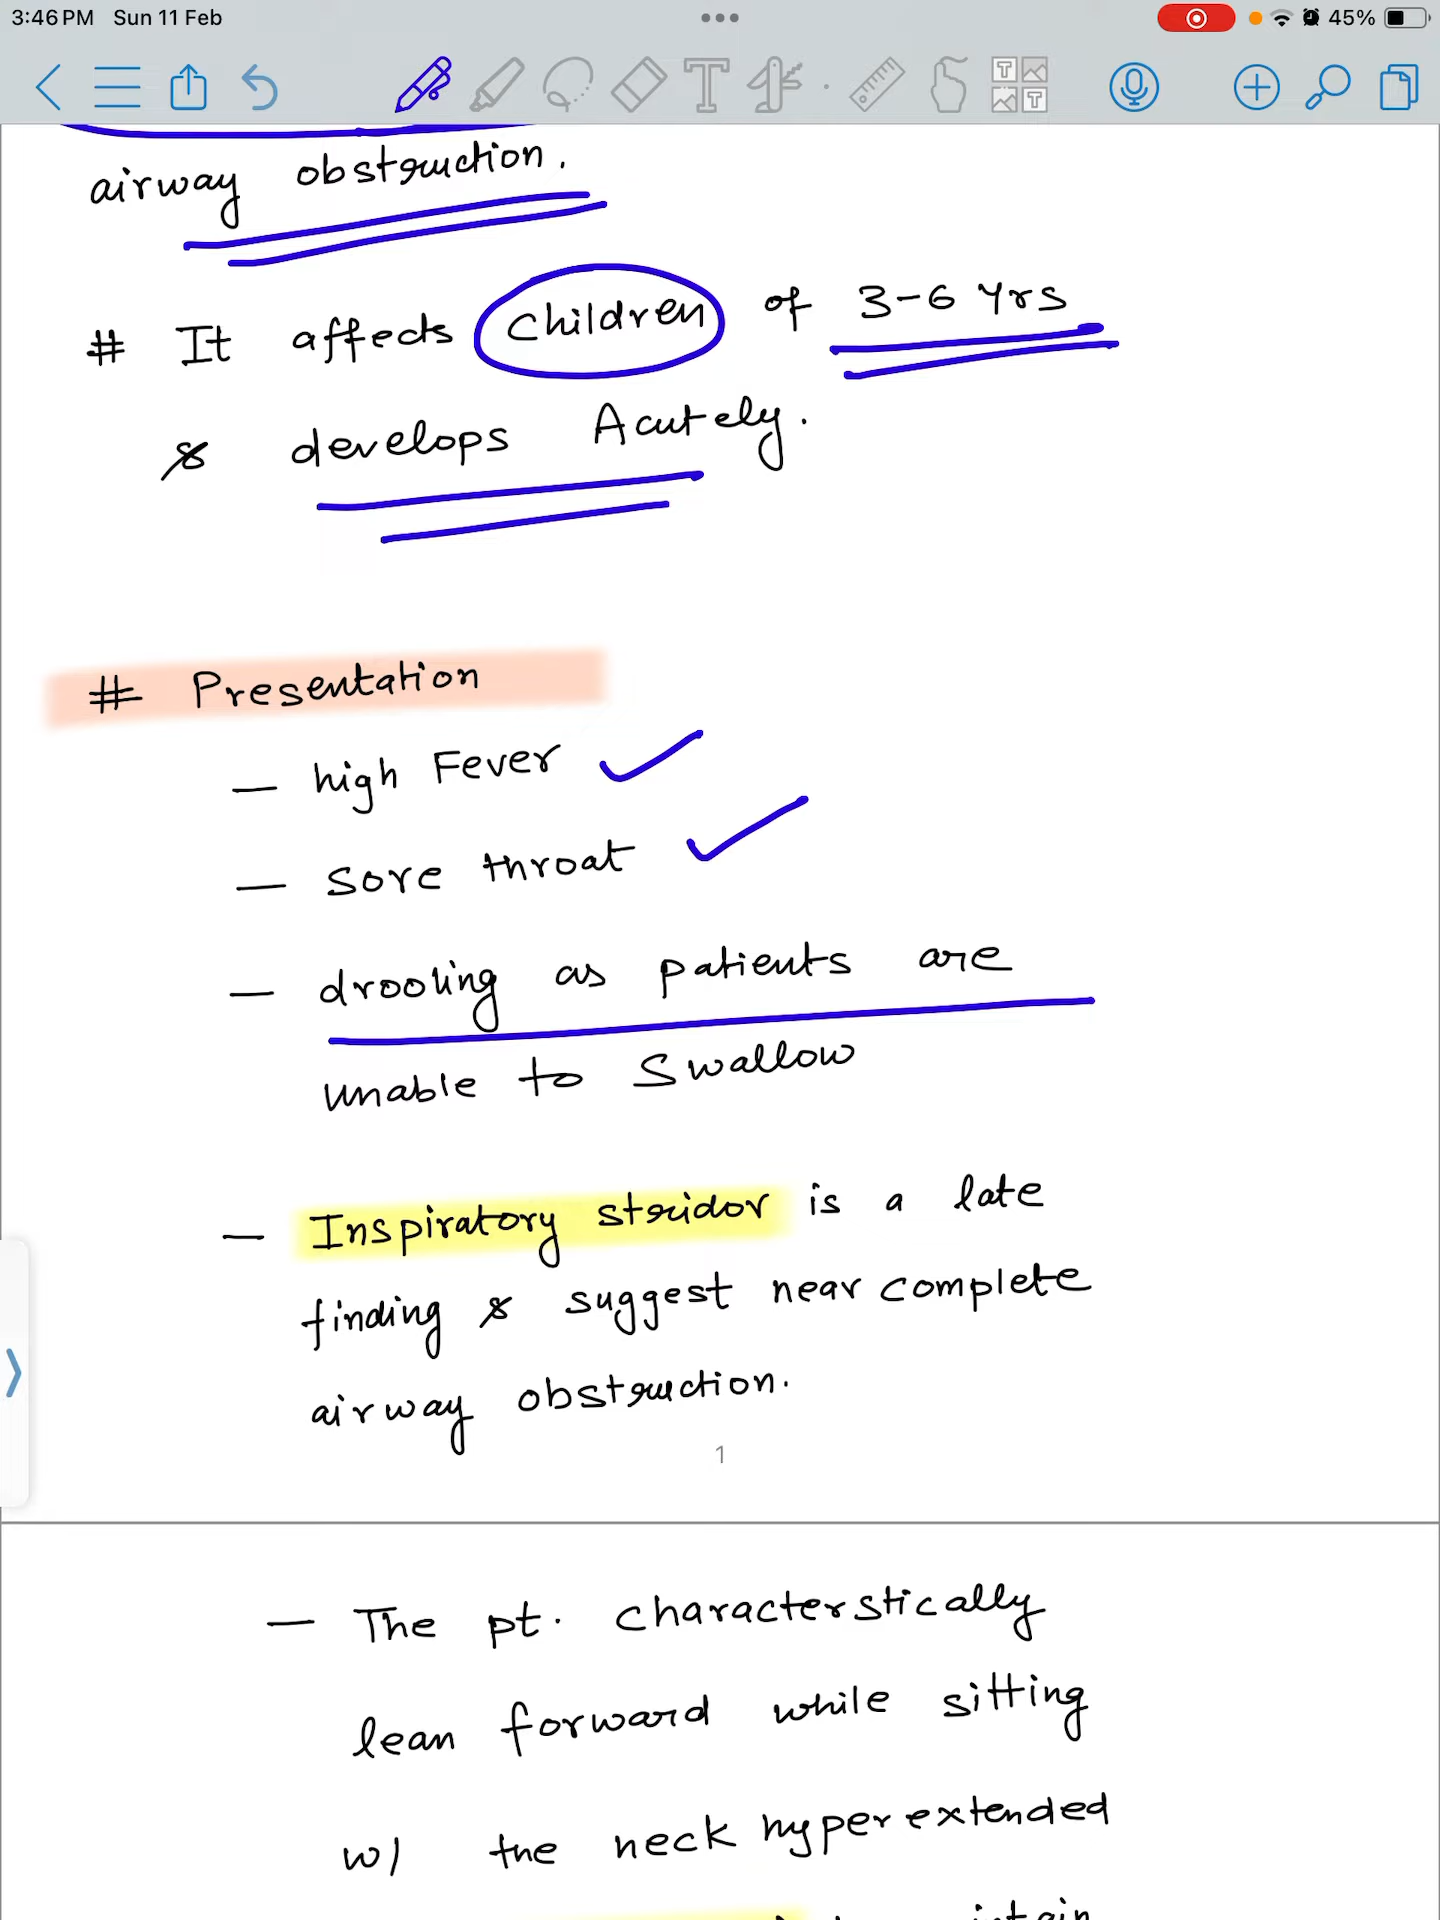 3:46 PM Sun 11 Feb 45%
airway obstruction.
# It affects children of 3-6 Yrs
& develops Acutely.
# Presentation
— high Fever
— Sore throat
— drooling as patients are
unable to Swallow
— Inspiratory stridor is a late
finding & suggest near complete
airway obstruction.
1
— The pt. characterstically
lean forward while sitting
w/ the neck hyperextended